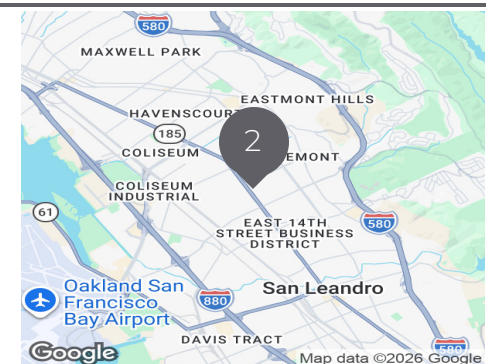 580
MAXWELL PARK
EASTMONT HILLS
HAVENSCOURT
185
2
COLISEUM
EMONT
COLISEUM
INDUSTRIAL
61
EAST 14TH
STREET BUSINESS
DISTRICT
580
San Leandro
Oakland San
Francisco
Bay Airport
880
DAVIS TRACT
580
Google
Map data ©2026 Google